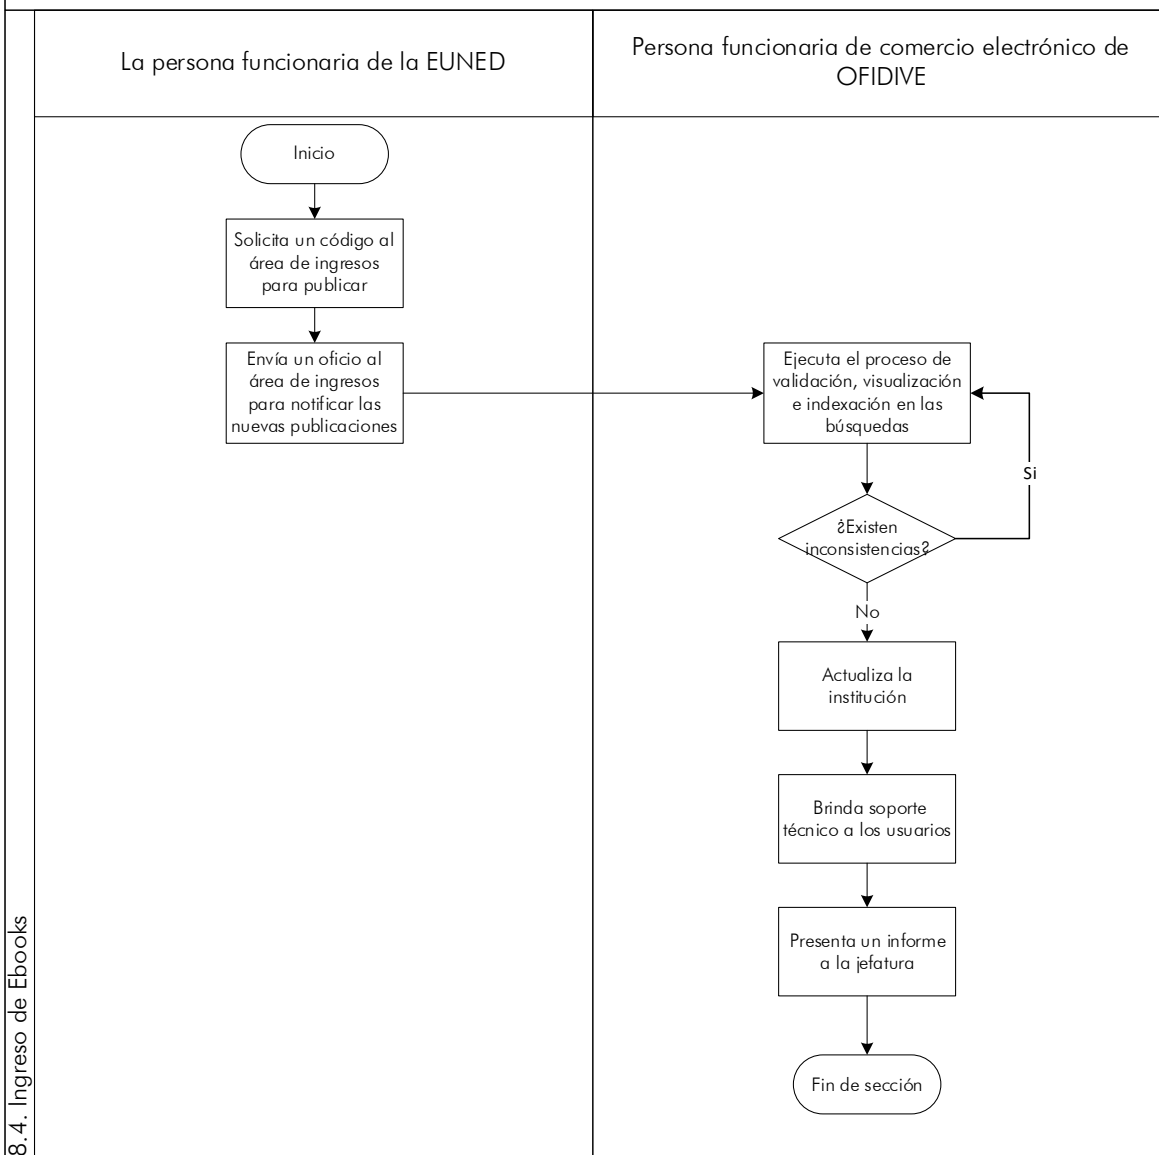 La persona funcionaria de la EUNED
Persona funcionaria de comercio electrónico de
OFIDIVE
Inicio
Solicita un código al
área de ingresos
para publicar
Envía un oficio al
área de ingresos
para notificar las
nuevas publicaciones
Ejecuta el proceso de
validación, visualización
e indexación en las
búsquedas
Si
¿Existen
inconsistencias?
No
Actualiza la
institución
Brinda soporte
técnico a los usuarios
Presenta un informe
a la jefatura
Fin de sección
8.4. Ingreso de Ebooks